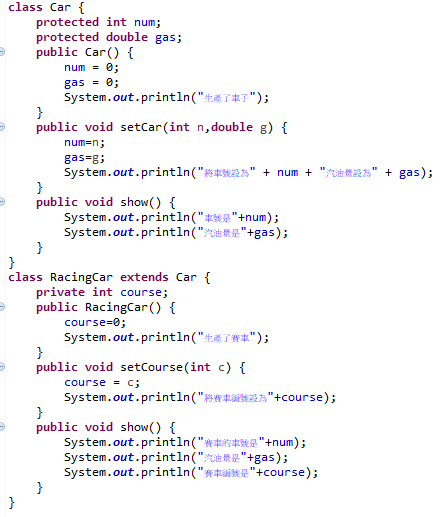 class Car {
    protected int num;
    protected double gas;
    public Car() {
        num = 0;
        gas = 0;
        System.out.println("生產了車子");
    }
    public void setCar(int n,double g) {
        num=n;
        gas=g;
        System.out.println("將車號設為" + num + "汽油量設為" + gas);
    }
    public void show() {
        System.out.println("車號是"+num);
        System.out.println("汽油量是"+gas);
    }
}
class RacingCar extends Car {
    private int course;
    public RacingCar() {
        course=0;
        System.out.println("生產了賽車");
    }
    public void setCourse(int c) {
        course = c;
        System.out.println("將賽車編號設為"+course);
    }
    public void show() {
        System.out.println("賽車的車號是"+num);
        System.out.println("汽油量是"+gas);
        System.out.println("賽車編號是"+course);
    }
}